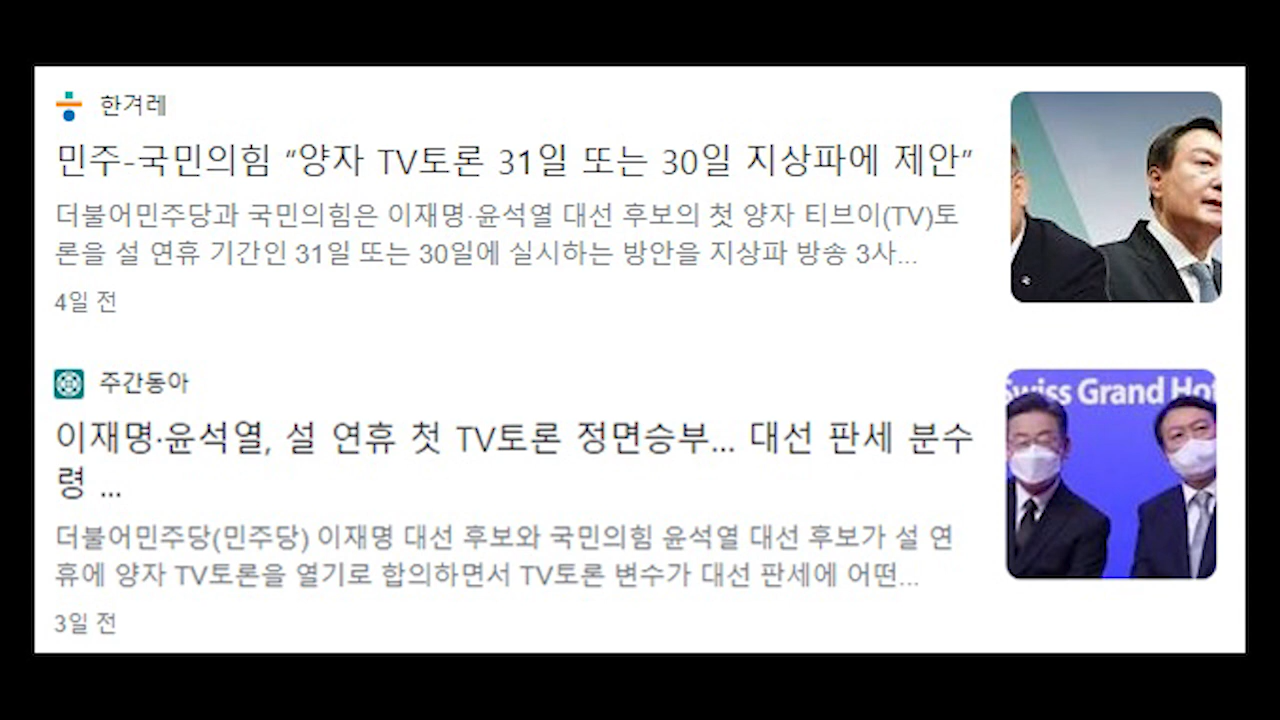 한겨레
민주-국민의힘 “양자 TV토론 31일 또는 30일 지상파에 제안”
더불어민주당과 국민의힘은 이재명·윤석열 대선 후보의 첫 양자 티브이(TV)토
론을 설 연휴 기간인 31일 또는 30일에 실시하는 방안을 지상파 방송 3사...
4일 전
주간동아
Swiss Grand Hot
이재명·윤석열, 설 연휴 첫 TV토론 정면승부... 대선 판세 분수
령 ...
더불어민주당(민주당) 이재명 대선 후보와 국민의힘 윤석열 대선 후보가 설 연
휴에 양자 TV토론을 열기로 합의하면서 TV토론 변수가 대선 판세에 어떤...
3일 전